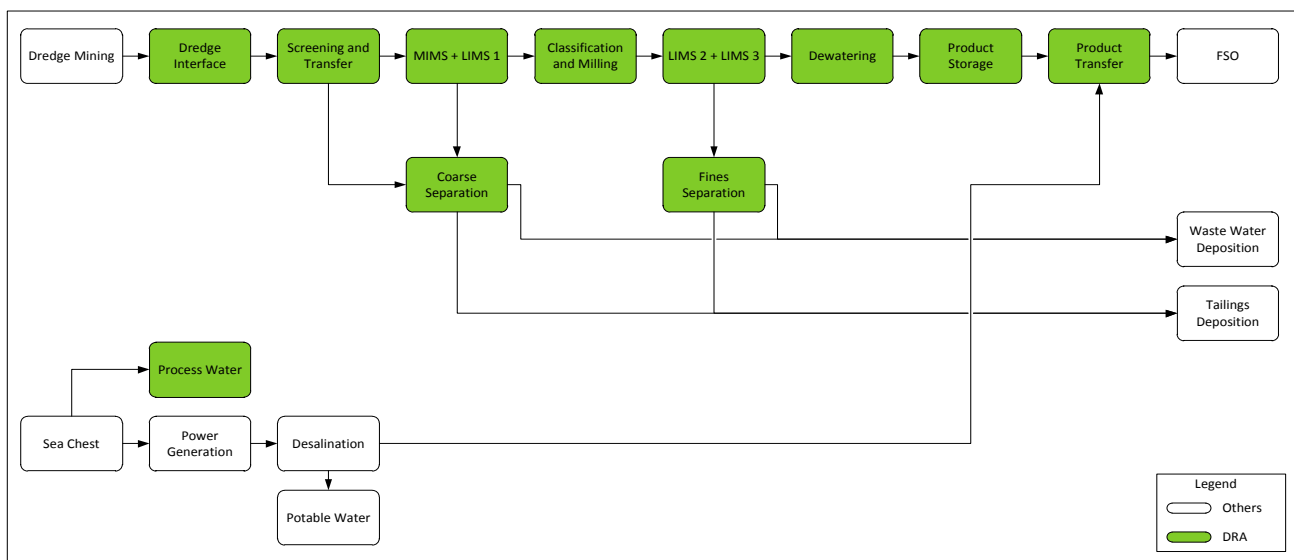 Dredge Mining
Dredge
Interface
Screening and
Transfer
MIMS + LIMS 1
Classification
and Milling
LIMS 2 + LIMS 3
Dewatering
Product
Storage
Product
Transfer
FSO
Coarse
Separation
Fines
Separation
Waste Water
Deposition
Tailings
Deposition
Process Water
Sea Chest
Power
Generation
Desalination
Potable Water
Legend
Others
DRA